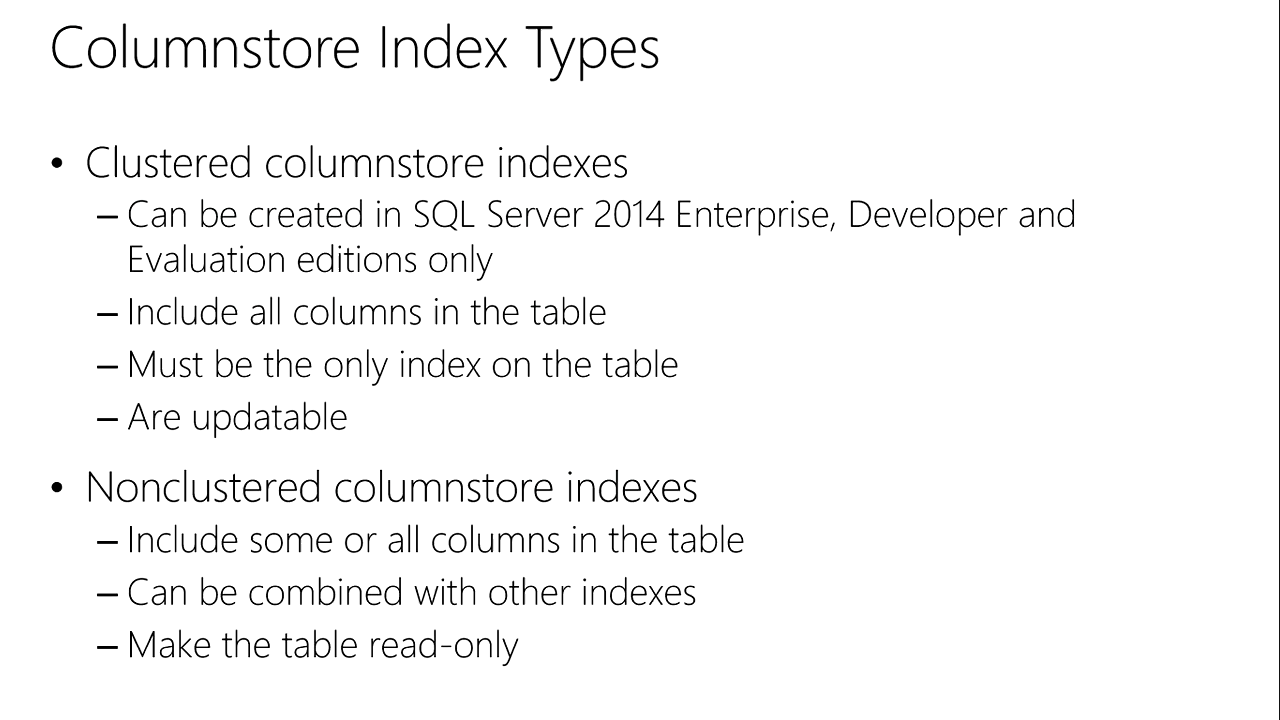 Columnstore Index Types
• Clustered columnstore indexes
– Can be created in SQL Server 2014 Enterprise, Developer and
Evaluation editions only
– Include all columns in the table
– Must be the only index on the table
– Are updatable
• Nonclustered columnstore indexes
– Include some or all columns in the table
– Can be combined with other indexes
– Make the table read-only